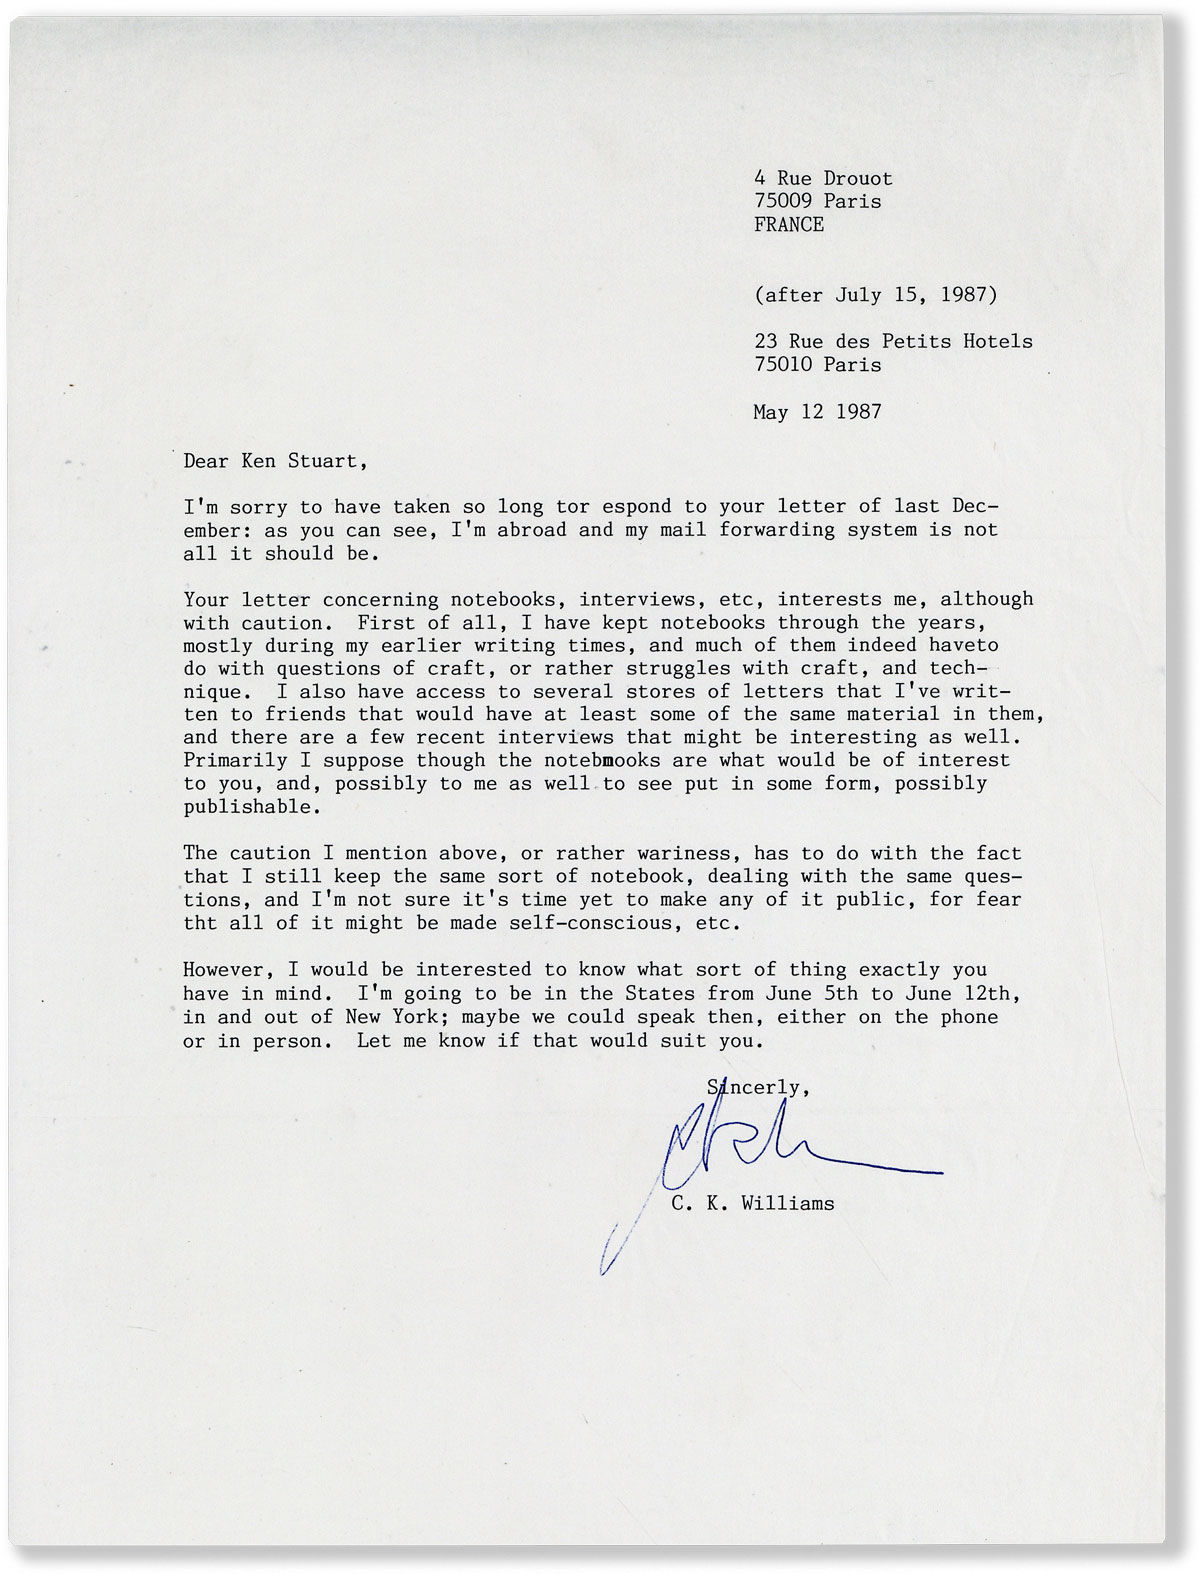 4 Rue Drouot
75009 Paris
FRANCE
(after July 15, 1987)
23 Rue des Petits Hotels
75010 Paris
May 12 1987
Dear Ken Stuart,
I'm sorry to have taken so long tor espond to your letter of last Dec-
ember: as you can see, I'm abroad and my mail forwarding system is not
all it should be.
Your letter concerning notebooks, interviews, etc, interests me, although
with caution.  First of all, I have kept notebooks through the years,
mostly during my earlier writing times, and much of them indeed haveto
do with questions of craft, or rather struggles with craft, and tech-
nique.  I also have access to several stores of letters that I've writ-
ten to friends that would have at least some of the same material in them,
and there are a few recent interviews that might be interesting as well.
Primarily I suppose though the notebmooks are what would be of interest
to you, and, possibly to me as well to see put in some form, possibly
publishable.
The caution I mention above, or rather wariness, has to do with the fact
that I still keep the same sort of notebook, dealing with the same ques-
tions, and I'm not sure it's time yet to make any of it public, for fear
tht all of it might be made self-conscious, etc.
However, I would be interested to know what sort of thing exactly you
have in mind.  I'm going to be in the States from June 5th to June 12th,
in and out of New York; maybe we could speak then, either on the phone
or in person.  Let me know if that would suit you.
Sincerly,
C. K. Williams